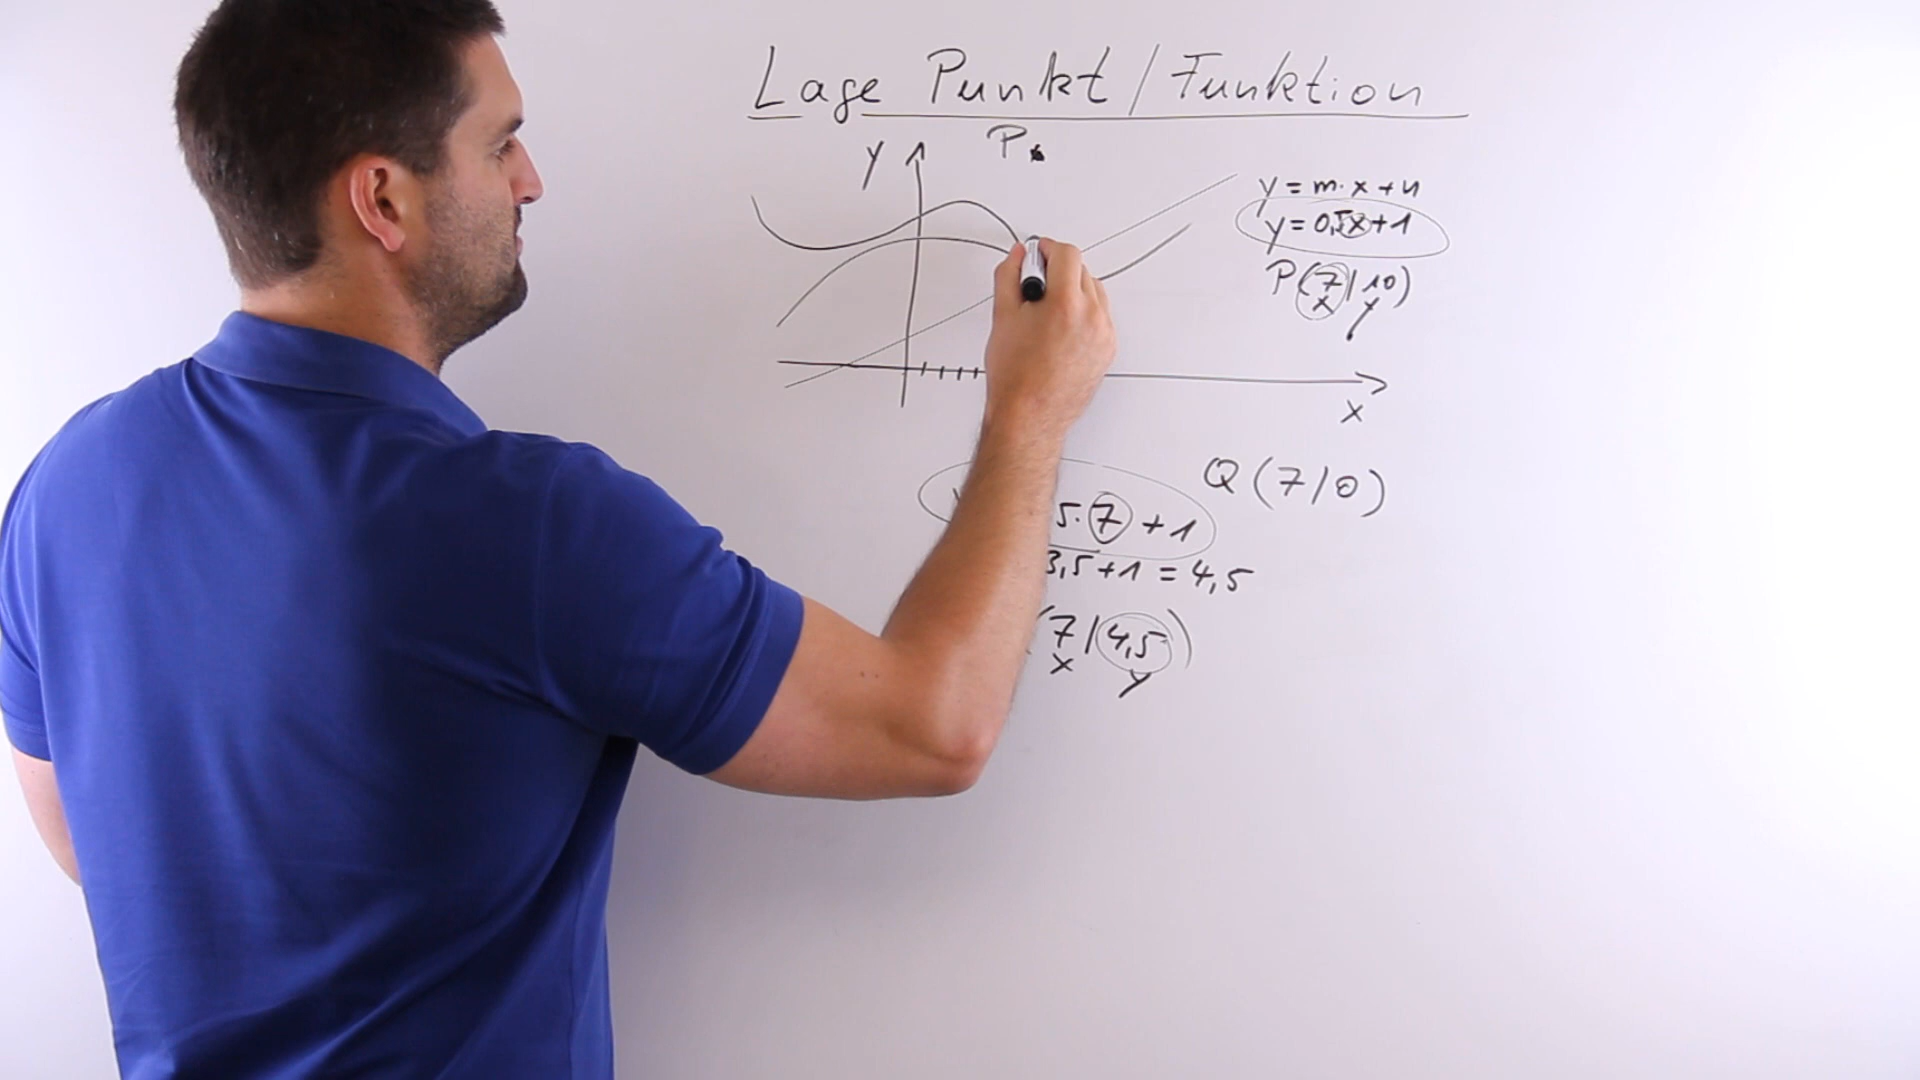 Lage Punkt / Funktion
P
y
y = m · x + n
y = 0,5x + 1
P(7/10)
x y
x
Q(7/0)
5 · 7 + 1
3,5 + 1 = 4,5
(7/4,5)
x y